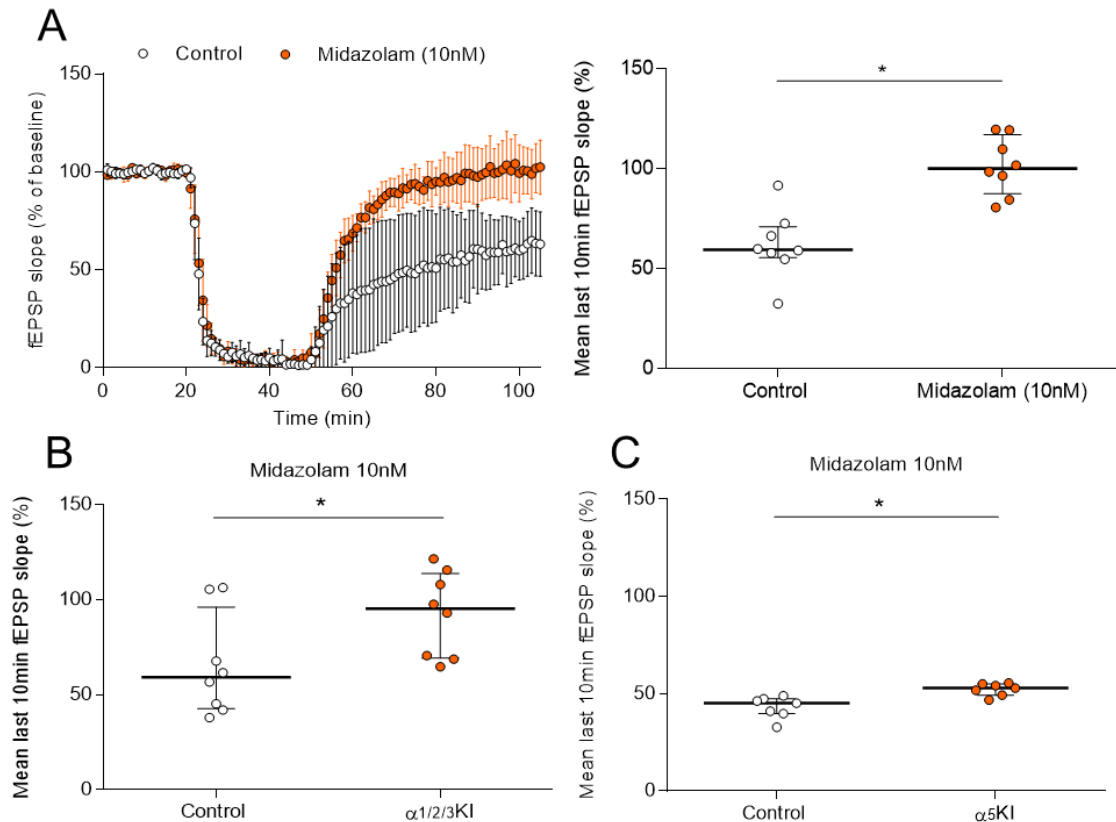 A
Control
Midazolam (10nM)
fEPSP slope (% of baseline)
150
100
50
0
0
20
40
60
80
100
Time (min)
Mean last 10min fEPSP slope (%)
150
100
50
0
*
Control
Midazolam (10nM)
B
Midazolam 10nM
Mean last 10min fEPSP slope (%)
150
100
50
0
*
Control
α1/2/3KI
C
Midazolam 10nM
Mean last 10min fEPSP slope (%)
150
100
50
0
*
Control
α5KI